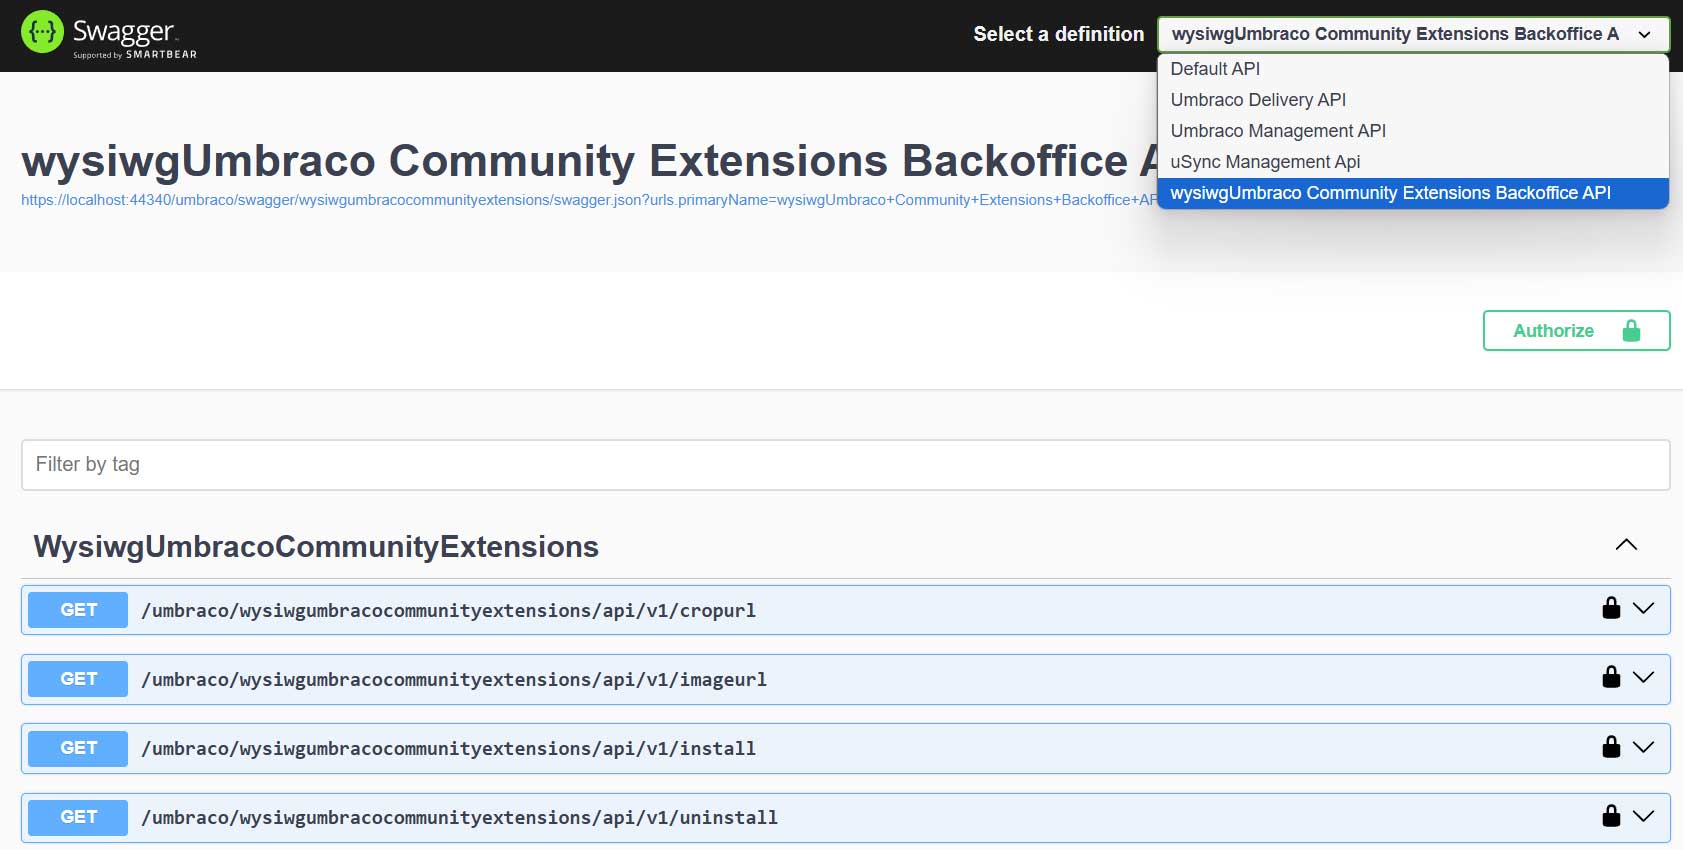 Swagger
Supported by SMARTBEAR
Select a definition
wysiwgUmbraco Community Extensions Backoffice A
Default API
Umbraco Delivery API
Umbraco Management API
uSync Management Api
wysiwgUmbraco Community Extensions Backoffice API
wysiwgUmbraco Community Extensions Backoffice A
https://localhost:44340/umbraco/swagger/wysiwgumbracocommunityextensions/swagger.json?urls.primaryName=wysiwgUmbraco+Community+Extensions+Backoffice+AP
Authorize
Filter by tag
WysiwgUmbracoCommunityExtensions
GET /umbraco/wysiwgumbracocommunityextensions/api/v1/cropurl
GET /umbraco/wysiwgumbracocommunityextensions/api/v1/imageurl
GET /umbraco/wysiwgumbracocommunityextensions/api/v1/install
GET /umbraco/wysiwgumbracocommunityextensions/api/v1/uninstall